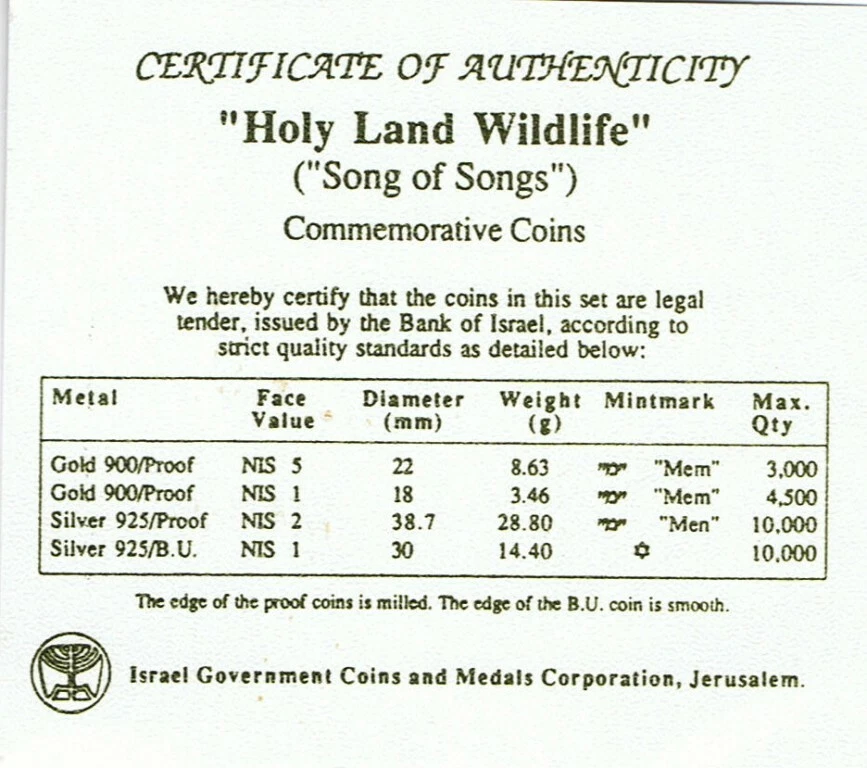 CERTIFICATE OF AUTHENTICITY
"Holy Land Wildlife"
("Song of Songs")
Commemorative Coins
We hereby certify that the coins in this set are legal
tender, issued by the Bank of Israel, according to
strict quality standards as detailed below:
Metal Face Value Diameter (mm) Weight (g) Mintmark Max. Qty
Gold 900/Proof NIS 5 22 8.63 "Mem" 3,000
Gold 900/Proof NIS 1 18 3.46 "Mem" 4,500
Silver 925/Proof NIS 2 38.7 28.80 "Men" 10,000
Silver 925/B.U. NIS 1 30 14.40 ✡ 10,000
The edge of the proof coins is milled. The edge of the B.U. coin is smooth.
Israel Government Coins and Medals Corporation, Jerusalem.